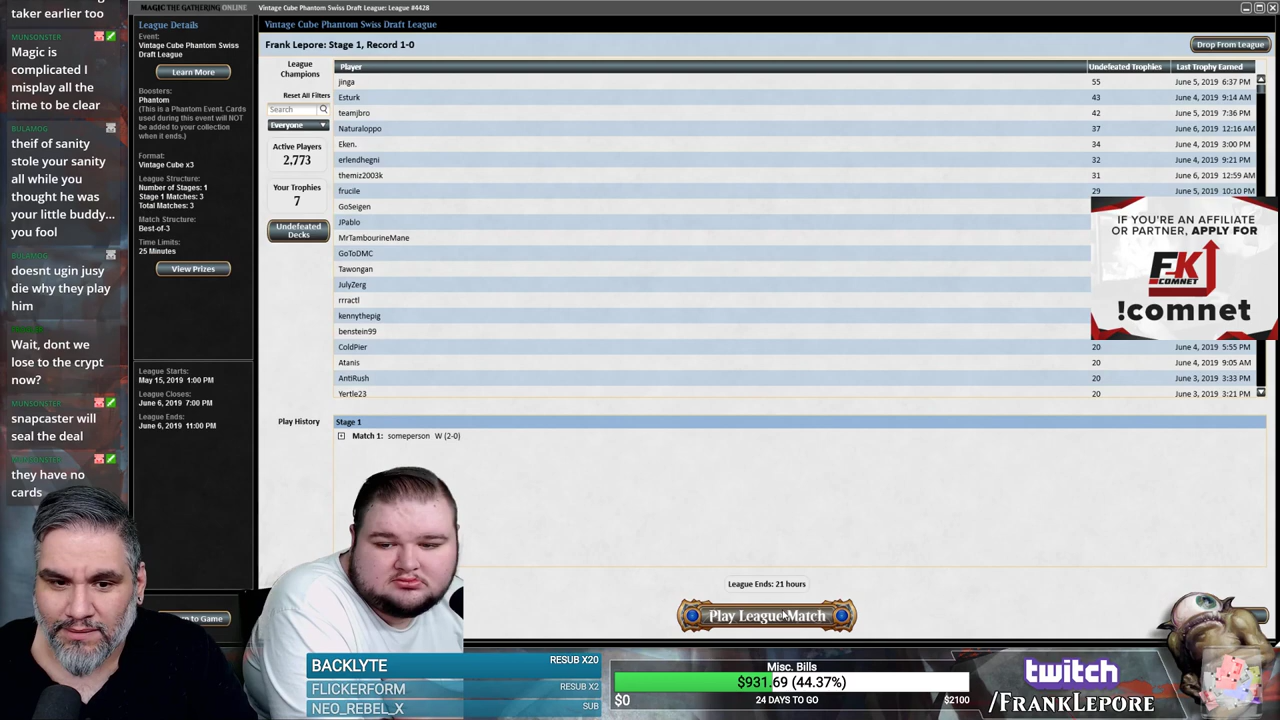 taker earlier to
MUNSONSTER
Magic is
complicated I
misplay all the
time to be clear
BULAMOG
theif of sanity
stole your sanity
all while you
thought he was
your little buddy...
you fool
BULAMOG
doesnt ugin jusy
die why they play
him
Wait, dont we
lose to the crypt
now?
MUNSONSTER
snapcaster will
seal the deal
MUNSONSTER
they have no
cards
MAGIC THE GATHERING ONLINE
Vintage Cube Phantom Swiss Draft League: League #4428
League Details
Event:
Vintage Cube Phantom Swiss
Draft League
Learn More
Boosters:
Phantom
(This is a Phantom Event. Cards
used during this event will NOT
be added to your collection
when it ends.)
Format:
Vintage Cube x3
League Structure:
Number of Stages: 1
Stage 1 Matches: 3
Total Matches: 3
Match Structure:
Best-of-3
Time Limits:
25 Minutes
View Prizes
League Starts:
May 15, 2019 1:00 PM
League Closes:
June 6, 2019 7:00 PM
League Ends:
June 6, 2019 11:00 PM
to Game
Vintage Cube Phantom Swiss Draft League
Frank Lepore: Stage 1, Record 1-0
Drop From League
League
Champions
Reset All Filters
Search
Everyone
Active Players
2,773
Your Trophies
7
Undefeated
Decks
Player Undefeated Trophies Last Trophy Earned
jinga 55 June 5, 2019 6:37 PM
Esturk 43 June 4, 2019 9:14 AM
teamjbro 42 June 5, 2019 7:36 PM
Naturaloppo 37 June 6, 2019 12:16 AM
Eken. 34 June 4, 2019 3:00 PM
erlendhegni 32 June 4, 2019 9:21 PM
themiz2003k 31 June 6, 2019 12:59 AM
frucile 29 June 5, 2019 10:10 PM
GoSeigen
JPablo
MrTambourineMane
GoToDMC
Tawongan
JulyZerg
rrractl
kennythepig
benstein99
ColdPier 20 June 4, 2019 5:55 PM
Atanis 20 June 4, 2019 9:05 AM
AntiRush 20 June 3, 2019 3:33 PM
Yertle23 20 June 3, 2019 3:21 PM
IF YOU'RE AN AFFILIATE
OR PARTNER, APPLY FOR
COMNET
!comnet
Play History
Stage 1
Match 1: someperson W (2-0)
League Ends: 21 hours
Play League Match
BACKLYTE RESUB X20
FLICKERFORM RESUB X2
NEO_REBEL_X SUB
Misc. Bills
$931.69 (44.37%)
$0 24 DAYS TO GO $2100
twitch
/FRANKLEPORE